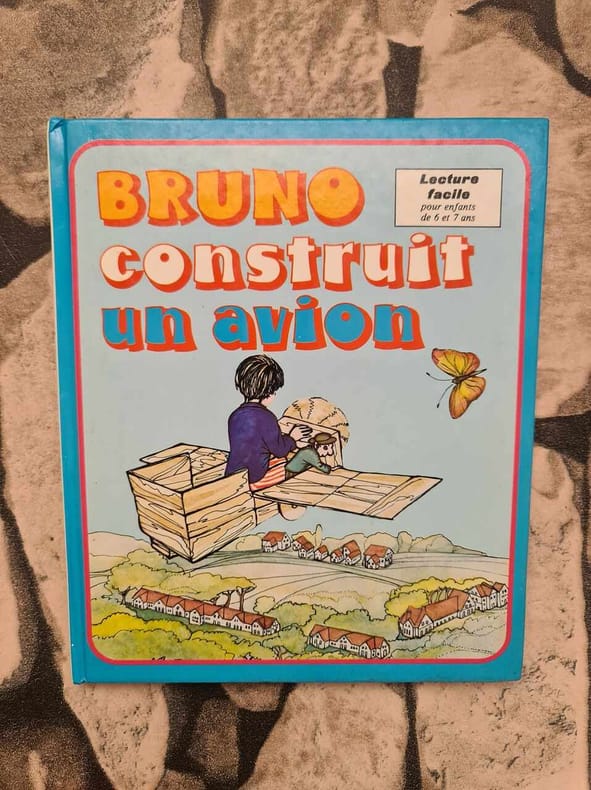 BRUNO
construit
un avion
Lecture
facile
pour enfants
de 6 et 7 ans